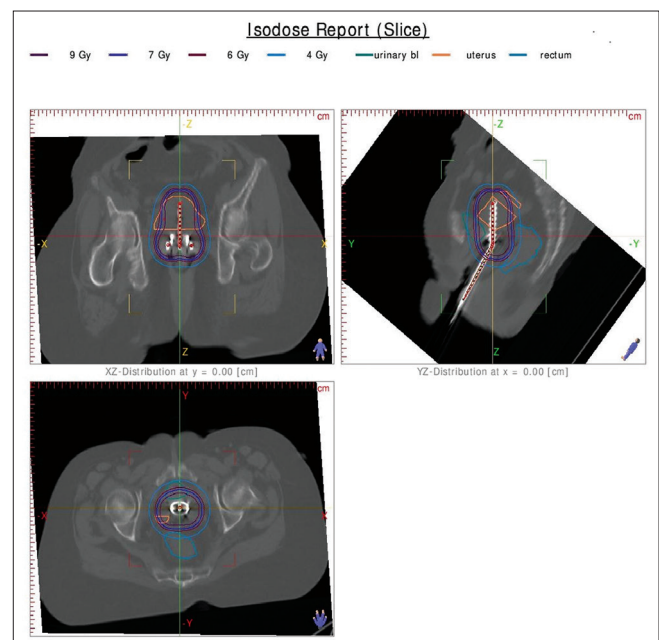 Isodose Report (Slice)
9 Gy 7 Gy 6 Gy 4 Gy urinary bl uterus rectum
cm cm
-Z -Z
-X X Y -Y
Z Z
XZ-Distribution at y = 0.00 [cm] YZ-Distribution at x = 0.00 [cm]
cm
Y
-X X
-Y